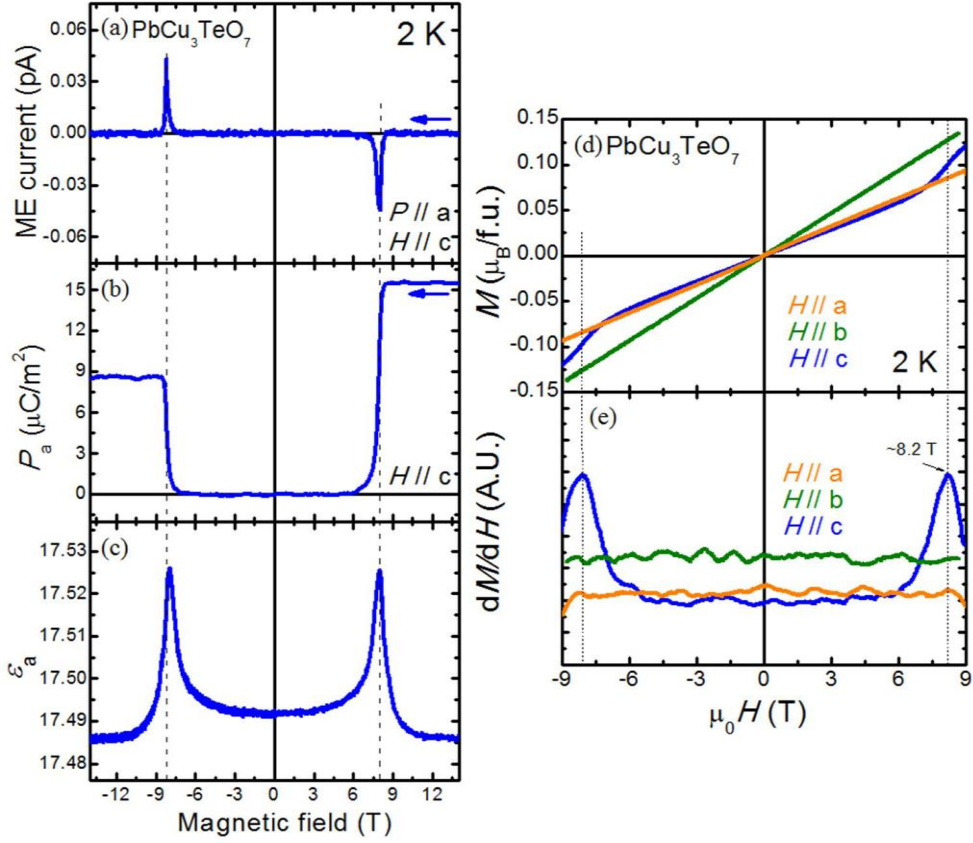 (a) PbCu₃TeO₇ 2 K
ME current (pA)
0.06
0.03
0.00
-0.03
-0.06
P // a
H // c
(b)
Pₐ (μC/m²)
15
12
9
6
3
0
H // c
(c)
εₐ
17.53
17.52
17.51
17.50
17.49
17.48
-12 -9 -6 -3 0 3 6 9 12
Magnetic field (T)
(d) PbCu₃TeO₇
M (μ_B/f.u.)
0.15
0.10
0.05
0.00
-0.05
-0.10
-0.15
H // a
H // b
H // c
2 K
(e)
dM/dH (A.U.)
~8.2 T
H // a
H // b
H // c
-9 -6 -3 0 3 6 9
μ₀H (T)